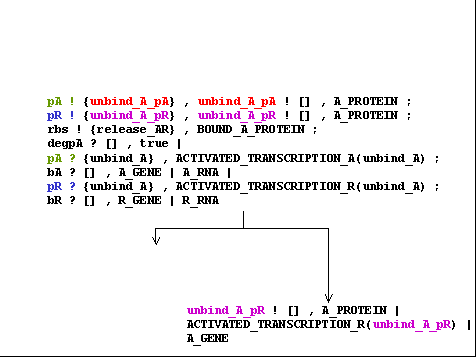 pA ! {unbind_A_pA} , unbind_A_pA ! [] , A_PROTEIN ;
pR ! {unbind_A_pR} , unbind_A_pR ! [] , A_PROTEIN ;
rbs ! {release_AR} , BOUND_A_PROTEIN ;
degpA ? [] , true |
pA ? {unbind_A} , ACTIVATED_TRANSCRIPTION_A(unbind_A) ;
bA ? [] , A_GENE | A_RNA |
pR ? {unbind_A} , ACTIVATED_TRANSCRIPTION_R(unbind_A) ;
bR ? [] , R_GENE | R_RNA
unbind_A_pR ! [] , A_PROTEIN |
ACTIVATED_TRANSCRIPTION_R(unbind_A_pR) |
A_GENE